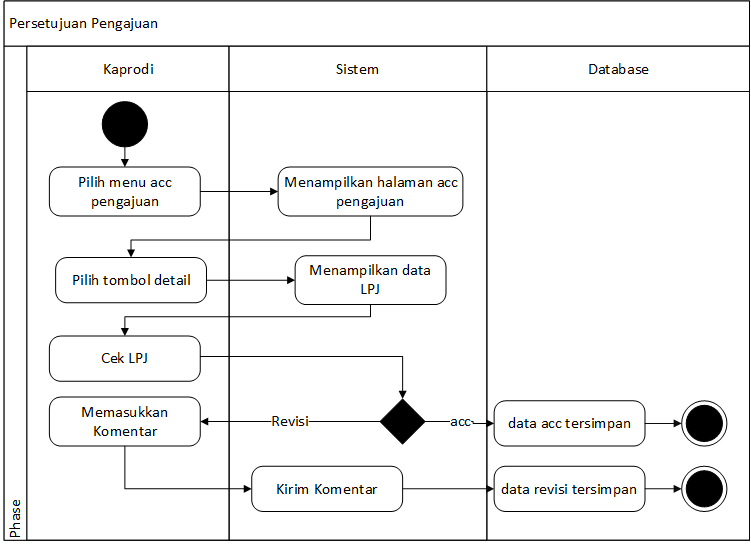 Persetujuan Pengajuan
Kaprodi
Sistem
Database
Pilih menu acc
pengajuan
Menampilkan halaman acc
pengajuan
Pilih tombol detail
Menampilkan data
LPJ
Cek LPJ
Memasukkan
Komentar
Revisi
acc
data acc tersimpan
Kirim Komentar
data revisi tersimpan
Phase